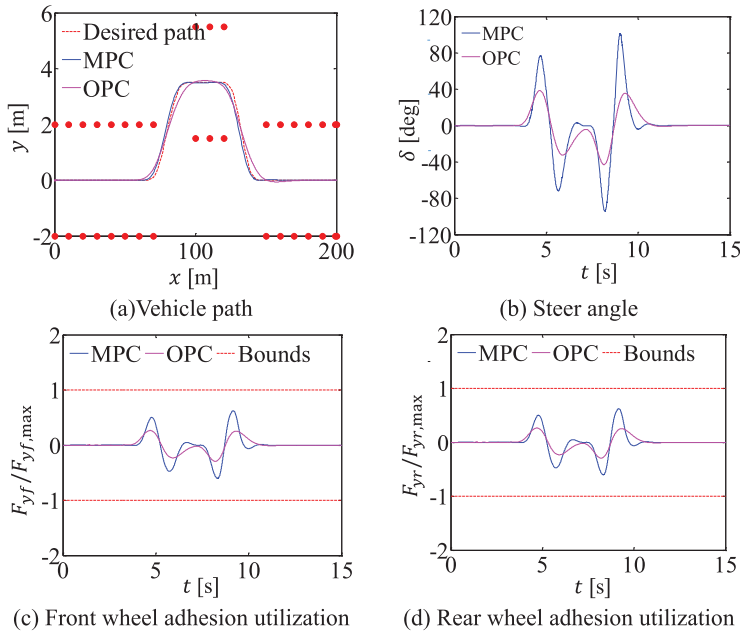 6
4
2
0
-2
y [m]
Desired path
MPC
OPC
0
100
200
x [m]
(a)Vehicle path
120
80
40
0
-40
-80
-120
δ [deg]
MPC
OPC
0
5
10
15
t [s]
(b) Steer angle
2
1
0
-1
-2
F_yf/F_yf,max
MPC OPC Bounds
0
5
10
15
t [s]
(c) Front wheel adhesion utilization
2
1
0
-1
-2
F_yr/F_yr,max
MPC OPC Bounds
0
5
10
15
t [s]
(d) Rear wheel adhesion utilization